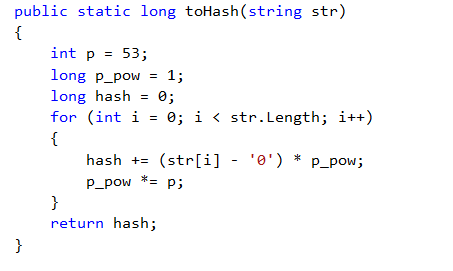 public static long toHash(string str)
{
    int p = 53;
    long p_pow = 1;
    long hash = 0;
    for (int i = 0; i < str.Length; i++)
    {
        hash += (str[i] - '0') * p_pow;
        p_pow *= p;
    }
    return hash;
}